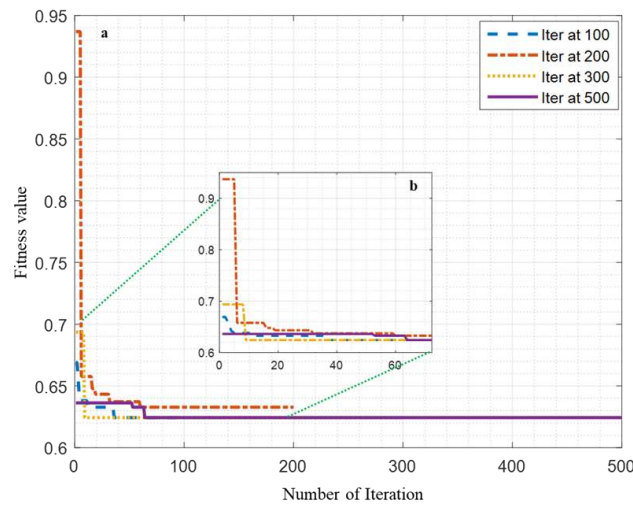 0.95
0.9
0.85
0.8
0.75
0.7
0.65
0.6
Fitness value
a
Iter at 100
Iter at 200
Iter at 300
Iter at 500
b
0.9
0.8
0.7
0.6
0 20 40 60
0 100 200 300 400 500
Number of Iteration